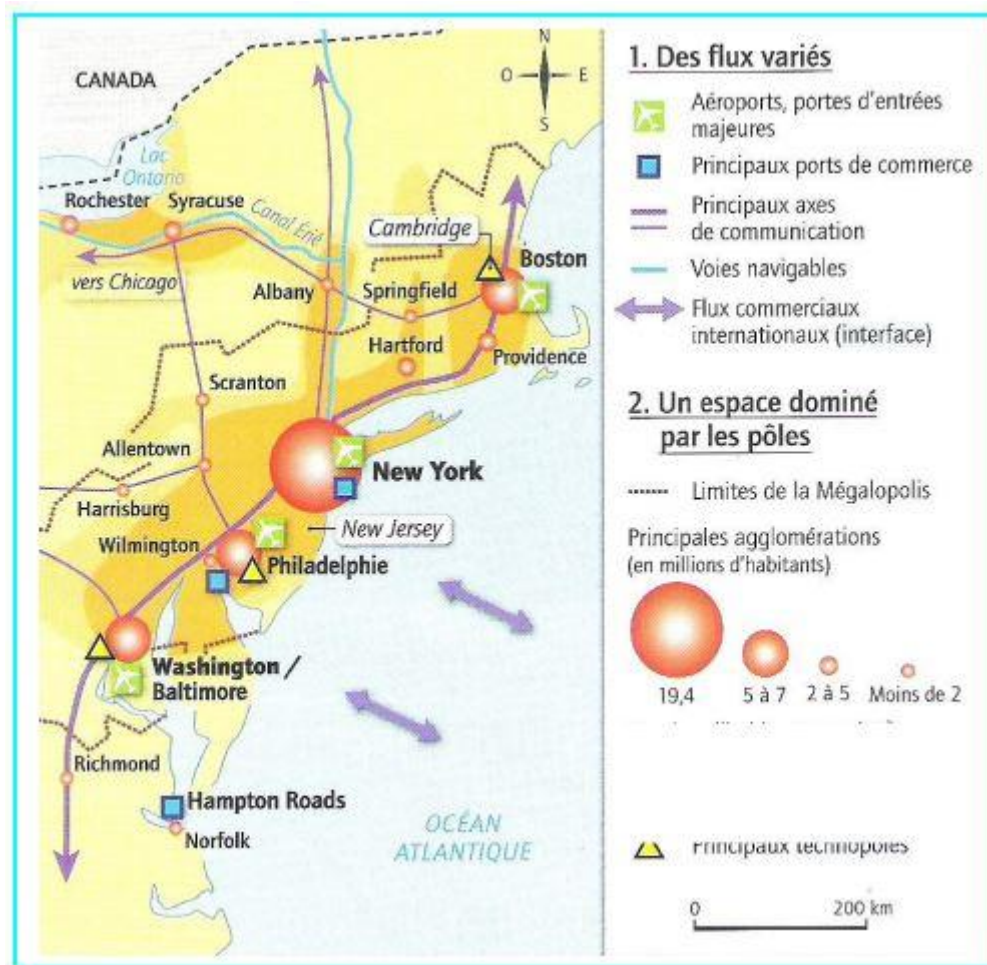 CANADA
N
O
E
S
Lac
Ontario
Rochester
Syracuse
Canal Érié
Cambridge
Boston
vers Chicago
Albany
Springfield
Hartford
Providence
Scranton
Allentown
New York
Harrisburg
New Jersey
Wilmington
Philadelphie
Washington /
Baltimore
Richmond
Hampton Roads
Norfolk
OCÉAN
ATLANTIQUE
1. Des flux variés
Aéroports, portes d'entrées
majeures
Principaux ports de commerce
Principaux axes
de communication
Voies navigables
Flux commerciaux
internationaux (interface)
2. Un espace dominé
par les pôles
Limites de la Mégalopolis
Principales agglomérations
(en millions d'habitants)
19,4
5 à 7
2 à 5
Moins de 2
Principaux technopoles
0
200 km